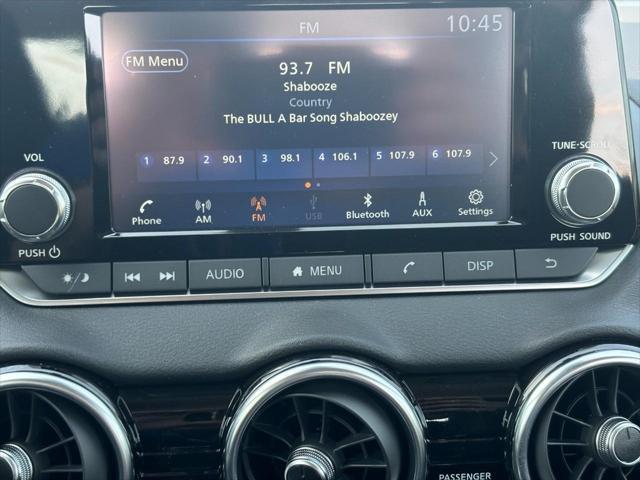 FM
10:45
FM Menu
93.7 FM
Shabooze
Country
The BULL A Bar Song Shaboozey
1 87.9 2 90.1 3 98.1 4 106.1 5 107.9 6 107.9
Phone AM FM USB Bluetooth AUX Settings
VOL
PUSH
TUNE·SCROLL
PUSH SOUND
AUDIO MENU DISP
PASSENGER